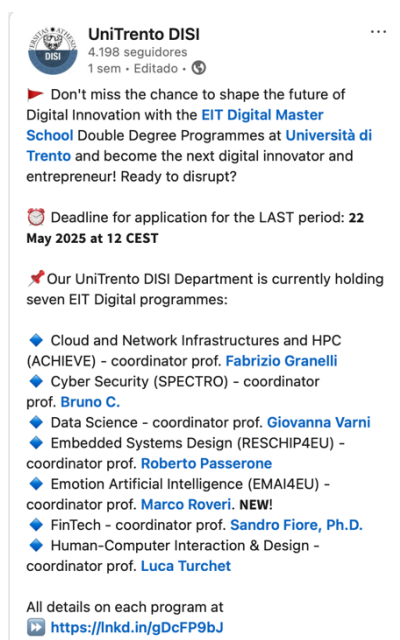 UNIVERSITAS ATHESINA
DISI
UniTrento DISI
4.198 seguidores
1 sem • Editado •
...
Don't miss the chance to shape the future of
Digital Innovation with the EIT Digital Master
School Double Degree Programmes at Università di
Trento and become the next digital innovator and
entrepreneur! Ready to disrupt?
Deadline for application for the LAST period: 22
May 2025 at 12 CEST
Our UniTrento DISI Department is currently holding
seven EIT Digital programmes:
Cloud and Network Infrastructures and HPC
(ACHIEVE) - coordinator prof. Fabrizio Granelli
Cyber Security (SPECTRO) - coordinator
prof. Bruno C.
Data Science - coordinator prof. Giovanna Varni
Embedded Systems Design (RESCHIP4EU) -
coordinator prof. Roberto Passerone
Emotion Artificial Intelligence (EMAI4EU) -
coordinator prof. Marco Roveri. NEW!
FinTech - coordinator prof. Sandro Fiore, Ph.D.
Human-Computer Interaction & Design -
coordinator prof. Luca Turchet
All details on each program at
https://lnkd.in/gDcFP9bJ